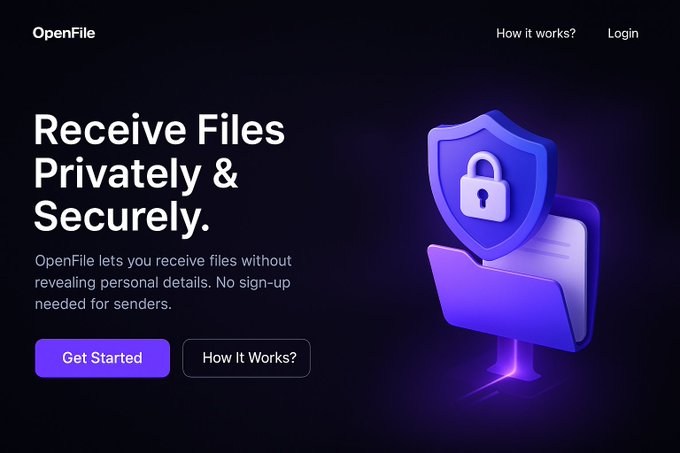 OpenFile
How it works?
Login
Receive Files
Privately &
Securely.
OpenFile lets you receive files without
revealing personal details. No sign-up
needed for senders.
Get Started
How It Works?